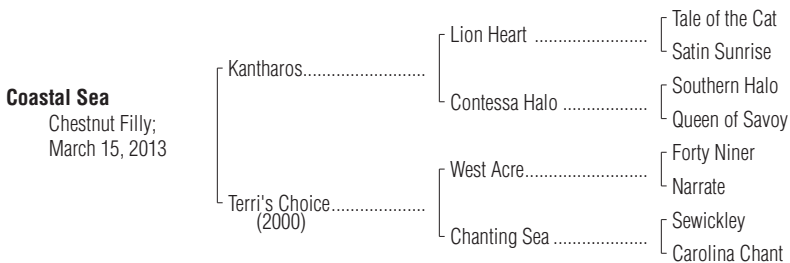 Coastal Sea
Chestnut Filly;
March 15, 2013
Kantharos..........................
Terri's Choice....................
(2000)
Lion Heart ........................
Contessa Halo ..................
West Acre..........................
Chanting Sea ....................
Tale of the Cat
Satin Sunrise
Southern Halo
Queen of Savoy
Forty Niner
Narrate
Sewickley
Carolina Chant